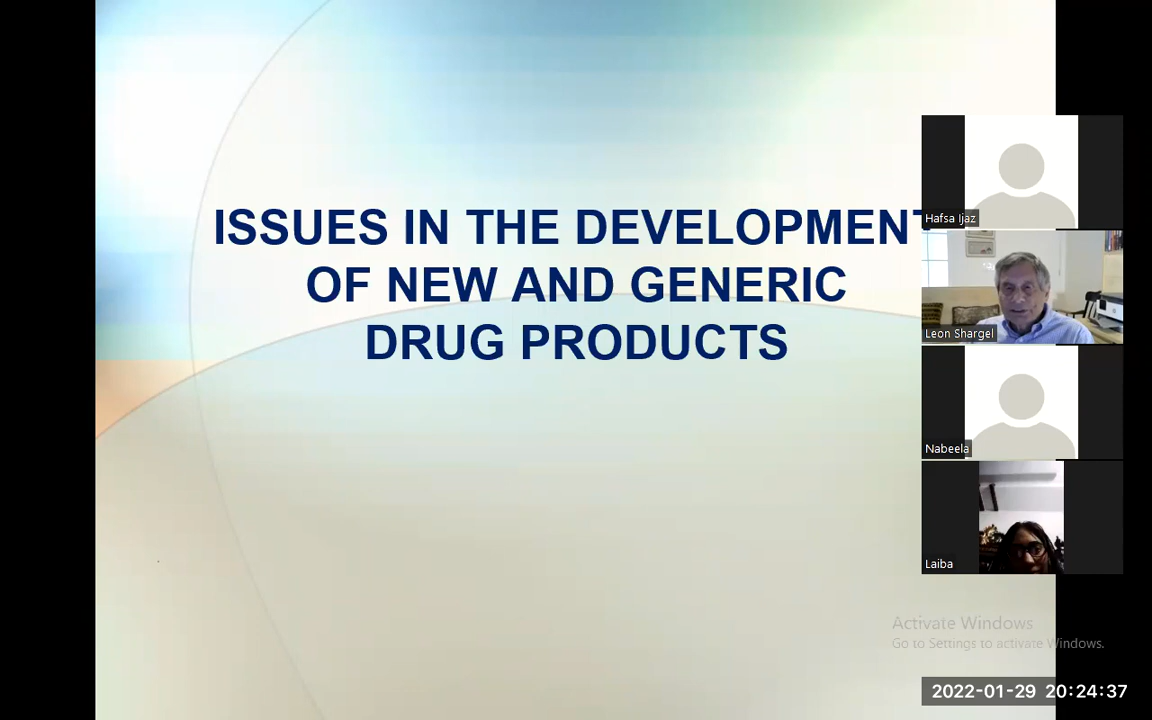 ISSUES IN THE DEVELOPMENT
OF NEW AND GENERIC
DRUG PRODUCTS
Hafsa Ijaz
Leon Shargel
Nabeela
Laiba
Activate Windows
Go to Settings to activate Windows.
2022-01-29 20:24:37